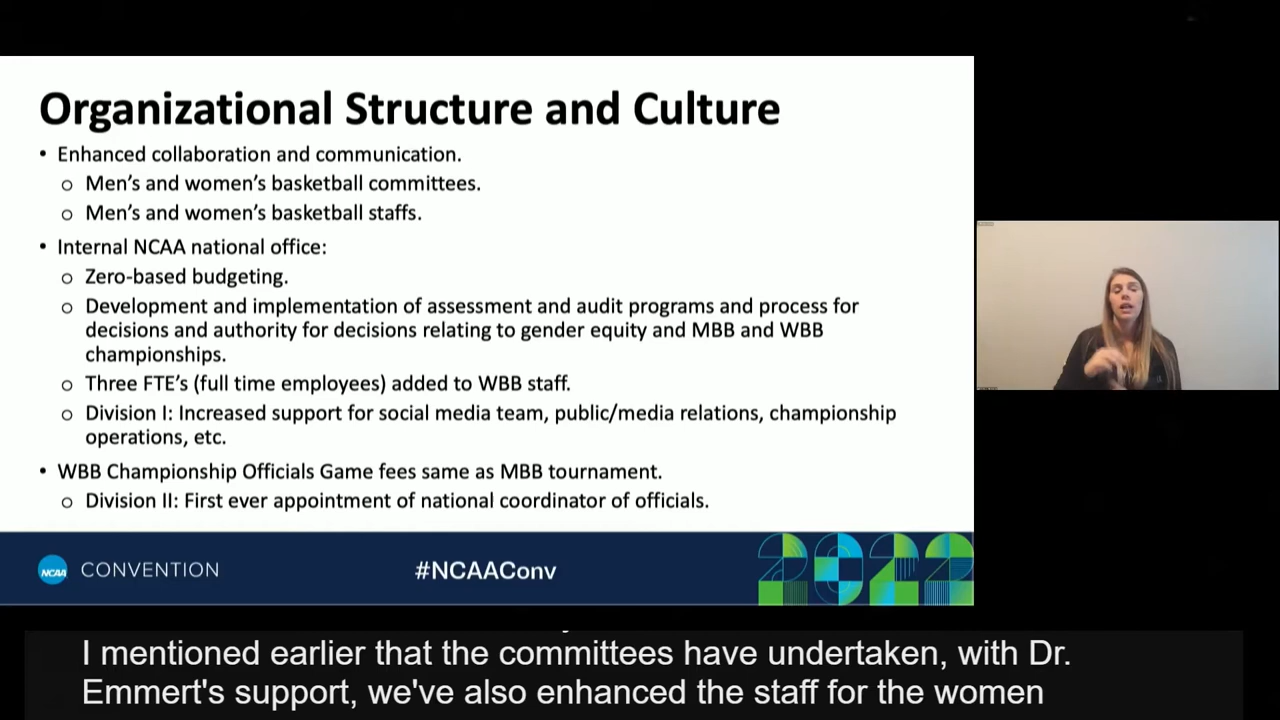 Organizational Structure and Culture
• Enhanced collaboration and communication.
o Men's and women's basketball committees.
o Men's and women's basketball staffs.
• Internal NCAA national office:
o Zero-based budgeting.
o Development and implementation of assessment and audit programs and process for
decisions and authority for decisions relating to gender equity and MBB and WBB
championships.
o Three FTE's (full time employees) added to WBB staff.
o Division I: Increased support for social media team, public/media relations, championship
operations, etc.
• WBB Championship Officials Game fees same as MBB tournament.
o Division II: First ever appointment of national coordinator of officials.
NCAA CONVENTION
#NCAAConv
2022
I mentioned earlier that the committees have undertaken, with Dr.
Emmert's support, we've also enhanced the staff for the women